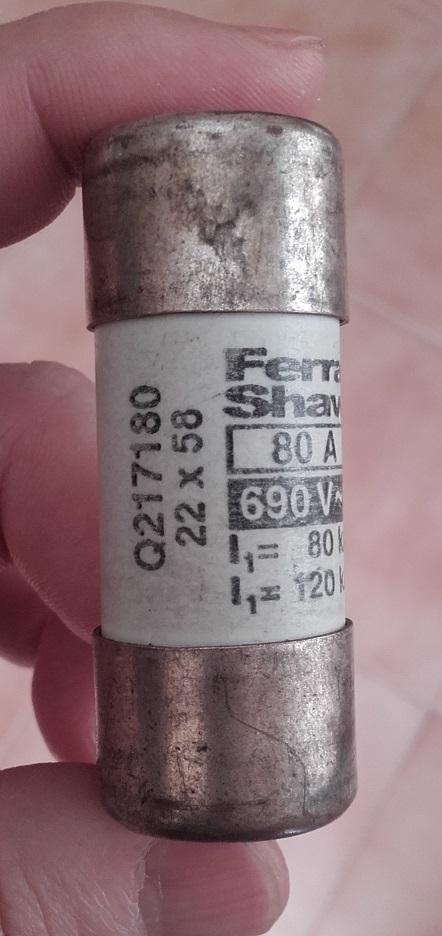 Q217180
22 x 58
Ferra
Shaw
80 A
690 V~
I1= 80 k
I1= 120 k